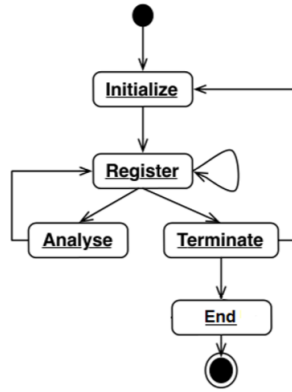 Initialize
Register
Analyse
Terminate
End